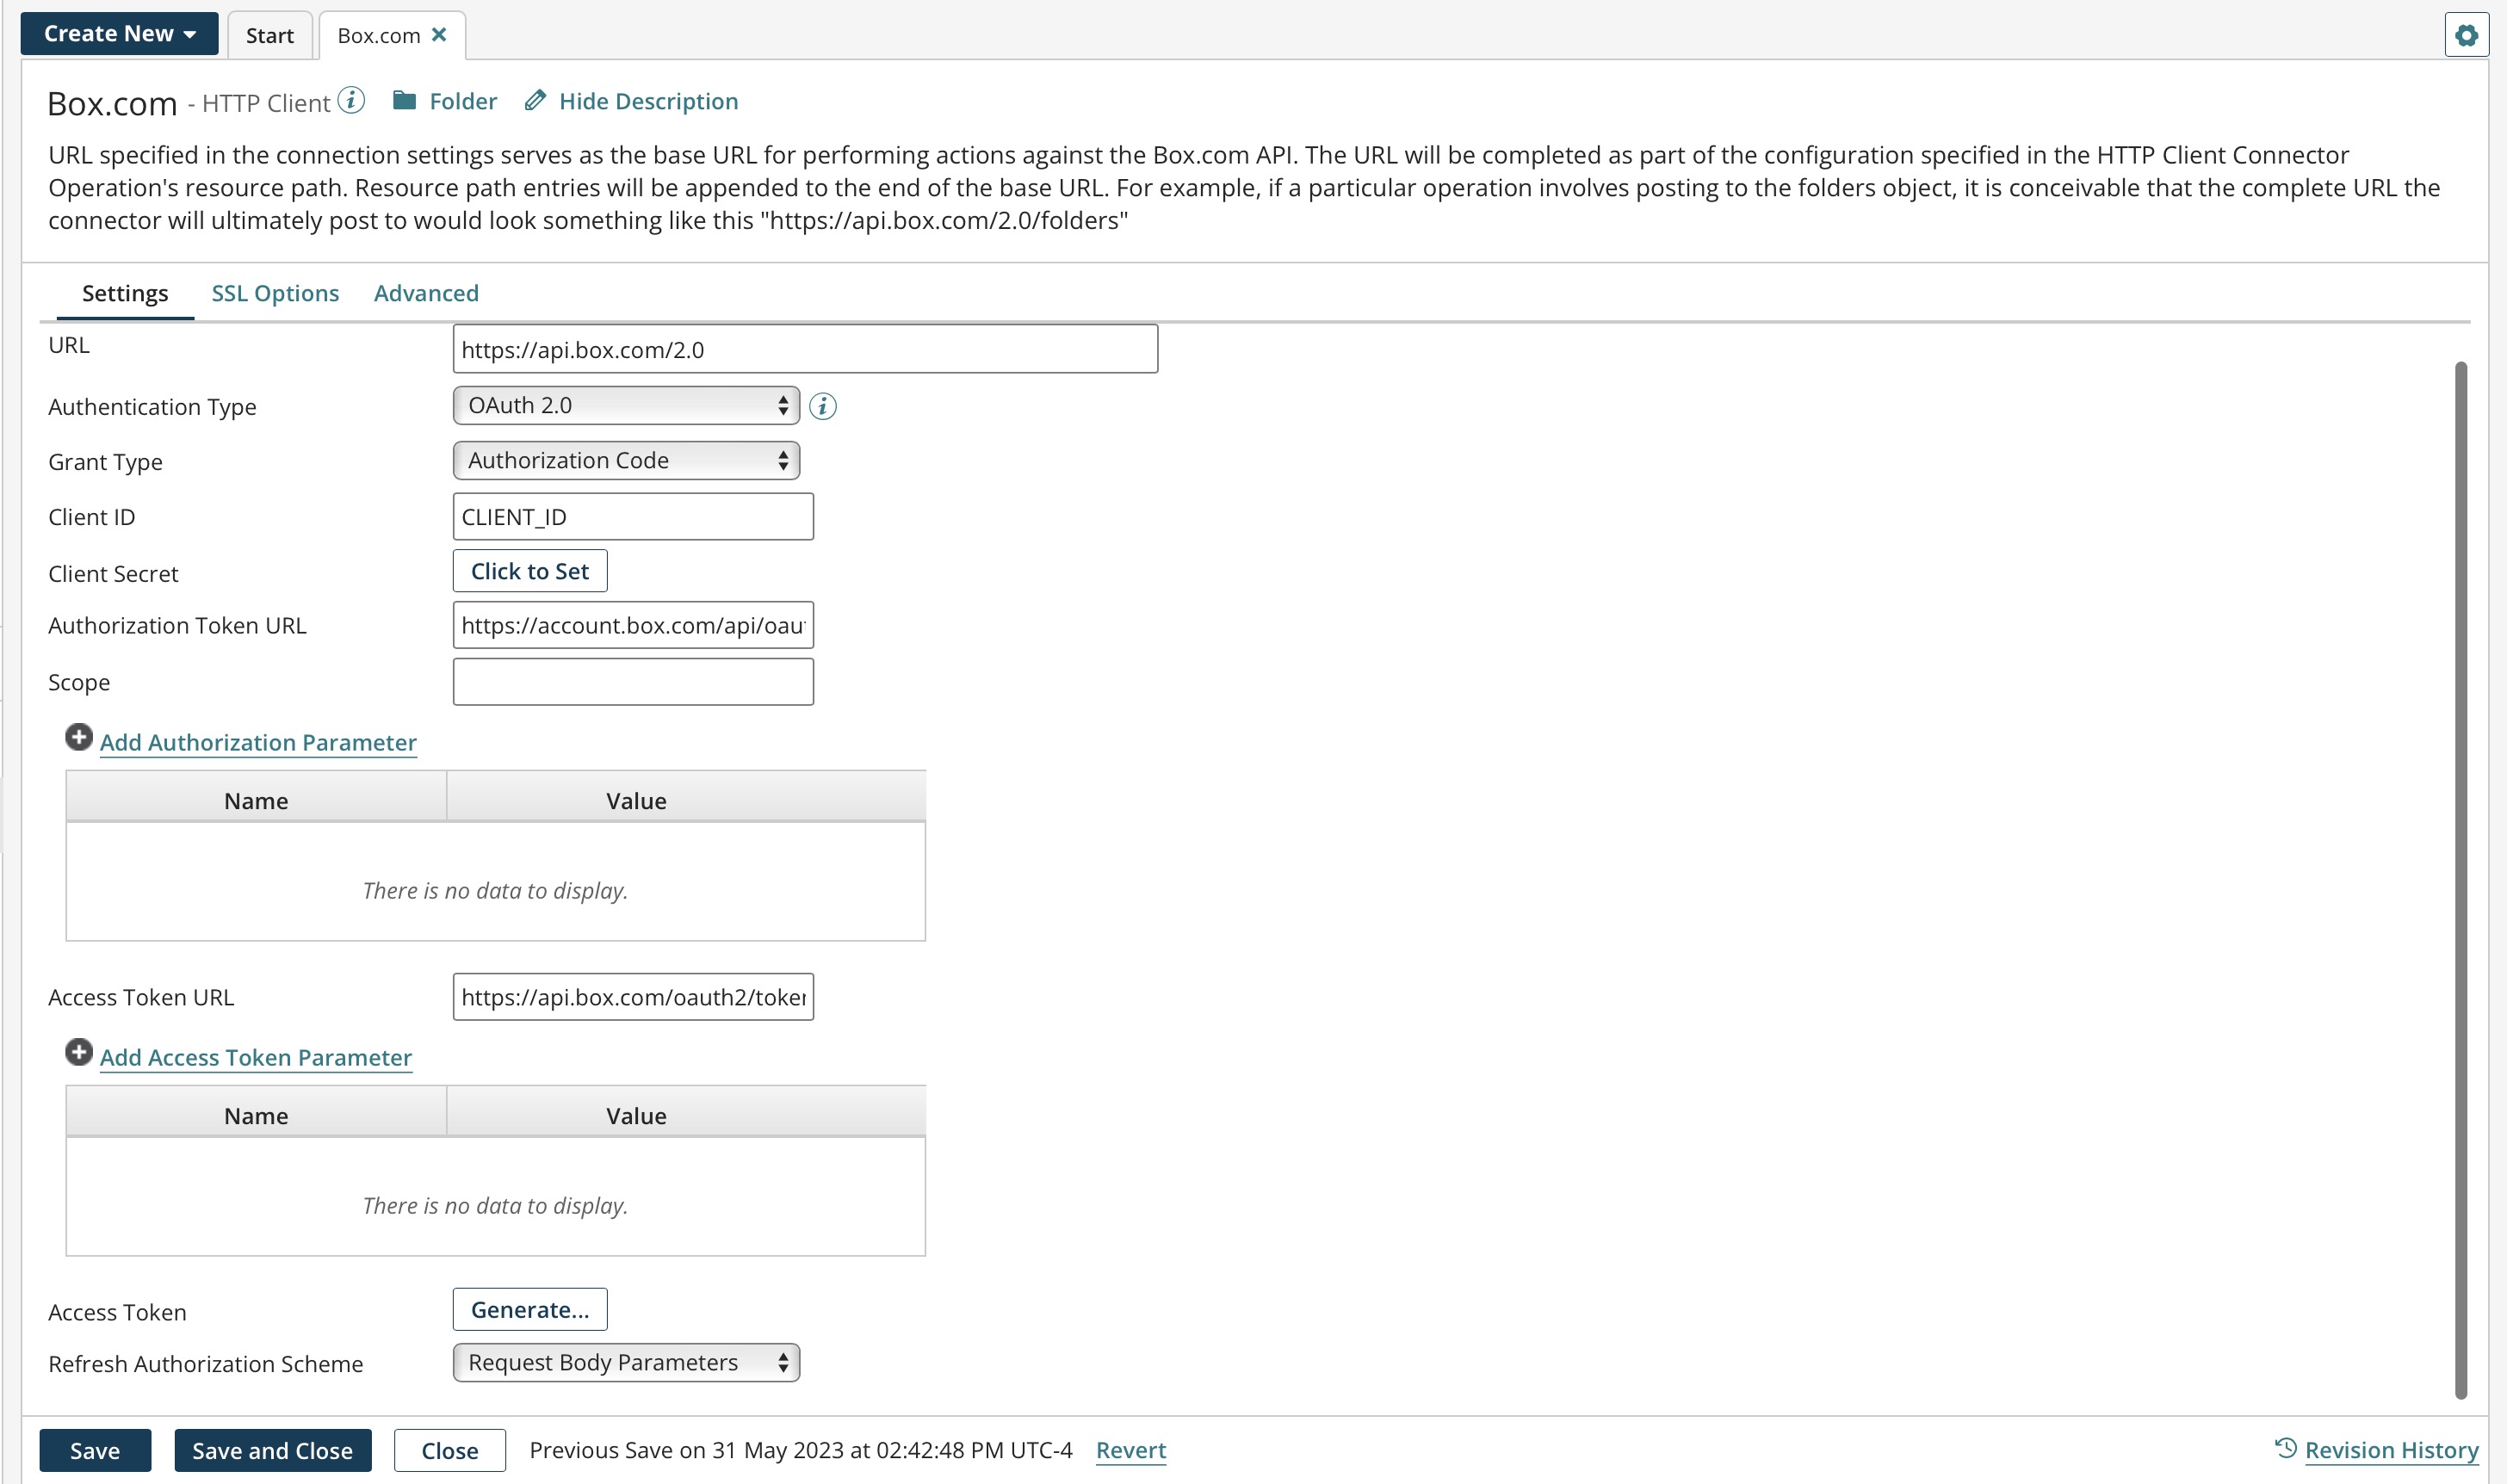 Create New
Start
Box.com
Box.com - HTTP Client i Folder Hide Description
URL specified in the connection settings serves as the base URL for performing actions against the Box.com API. The URL will be completed as part of the configuration specified in the HTTP Client Connector
Operation's resource path. Resource path entries will be appended to the end of the base URL. For example, if a particular operation involves posting to the folders object, it is conceivable that the complete URL the
connector will ultimately post to would look something like this "https://api.box.com/2.0/folders"
Settings SSL Options Advanced
URL https://api.box.com/2.0
Authentication Type OAuth 2.0 i
Grant Type Authorization Code
Client ID CLIENT_ID
Client Secret Click to Set
Authorization Token URL https://account.box.com/api/oau
Scope
Add Authorization Parameter
Name Value
There is no data to display.
Access Token URL https://api.box.com/oauth2/token
Add Access Token Parameter
Name Value
There is no data to display.
Access Token Generate...
Refresh Authorization Scheme Request Body Parameters
Save Save and Close Close Previous Save on 31 May 2023 at 02:42:48 PM UTC-4 Revert Revision History